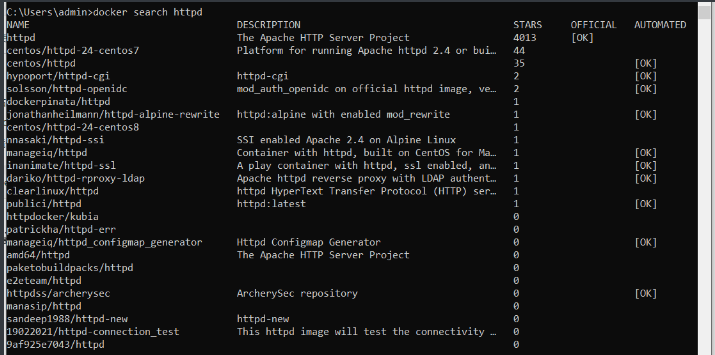 C:\Users\admin>docker search httpd
NAME DESCRIPTION STARS OFFICIAL AUTOMATED
httpd The Apache HTTP Server Project 4013 [OK]
centos/httpd-24-centos7 Platform for running Apache httpd 2.4 or bui… 44
centos/httpd 35 [OK]
hypoport/httpd-cgi httpd-cgi 2 [OK]
solsson/httpd-openidc mod_auth_openidc on official httpd image, ve… 2 [OK]
dockerpinata/httpd 1
jonathanheilmann/httpd-alpine-rewrite httpd:alpine with enabled mod_rewrite 1 [OK]
centos/httpd-24-centos8 1
nnasaki/httpd-ssi SSI enabled Apache 2.4 on Alpine Linux 1
manageiq/httpd Container with httpd, built on CentOS for Ma… 1 [OK]
inanimate/httpd-ssl A play container with httpd, ssl enabled, an… 1 [OK]
dariko/httpd-rproxy-ldap Apache httpd reverse proxy with LDAP authent… 1 [OK]
clearlinux/httpd httpd HyperText Transfer Protocol (HTTP) ser… 1
publici/httpd httpd:latest 1 [OK]
httpdocker/kubia 0
patrickha/httpd-err 0
manageiq/httpd_configmap_generator Httpd Configmap Generator 0 [OK]
amd64/httpd The Apache HTTP Server Project 0
paketobuildpacks/httpd 0
e2eteam/httpd 0
httpdss/archerysec ArcherySec repository 0 [OK]
manasip/httpd 0
sandeep1988/httpd-new httpd-new 0
19022021/httpd-connection_test This httpd image will test the connectivity … 0
9af925e7043/httpd 0